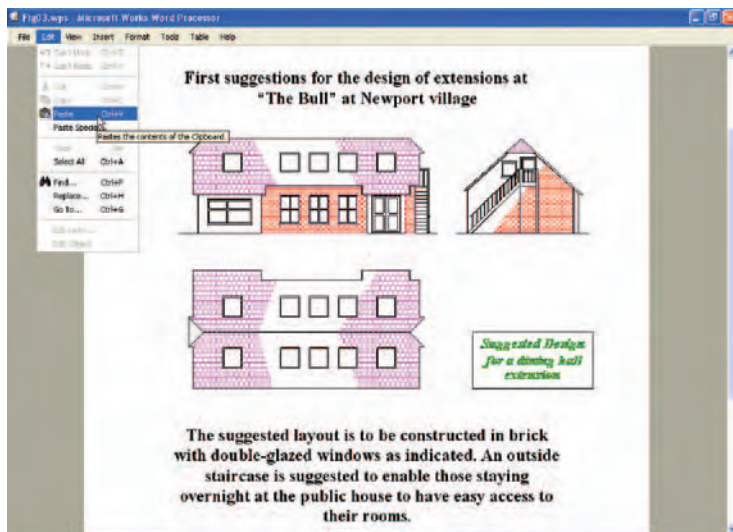 Fig03.wps - Microsoft Works Word Processor
File Edit View Insert Format Tools Table Help
Cut
Copy
Paste Ctrl+V
Paste Special
Pastes the contents of the Clipboard.
Select All Ctrl+A
Find... Ctrl+F
Replace... Ctrl+H
Go To... Ctrl+G
First suggestions for the design of extensions at
“The Bull” at Newport village
Suggested Design
for a dining hall
extension
The suggested layout is to be constructed in brick
with double-glazed windows as indicated. An outside
staircase is suggested to enable those staying
overnight at the public house to have easy access to
their rooms.